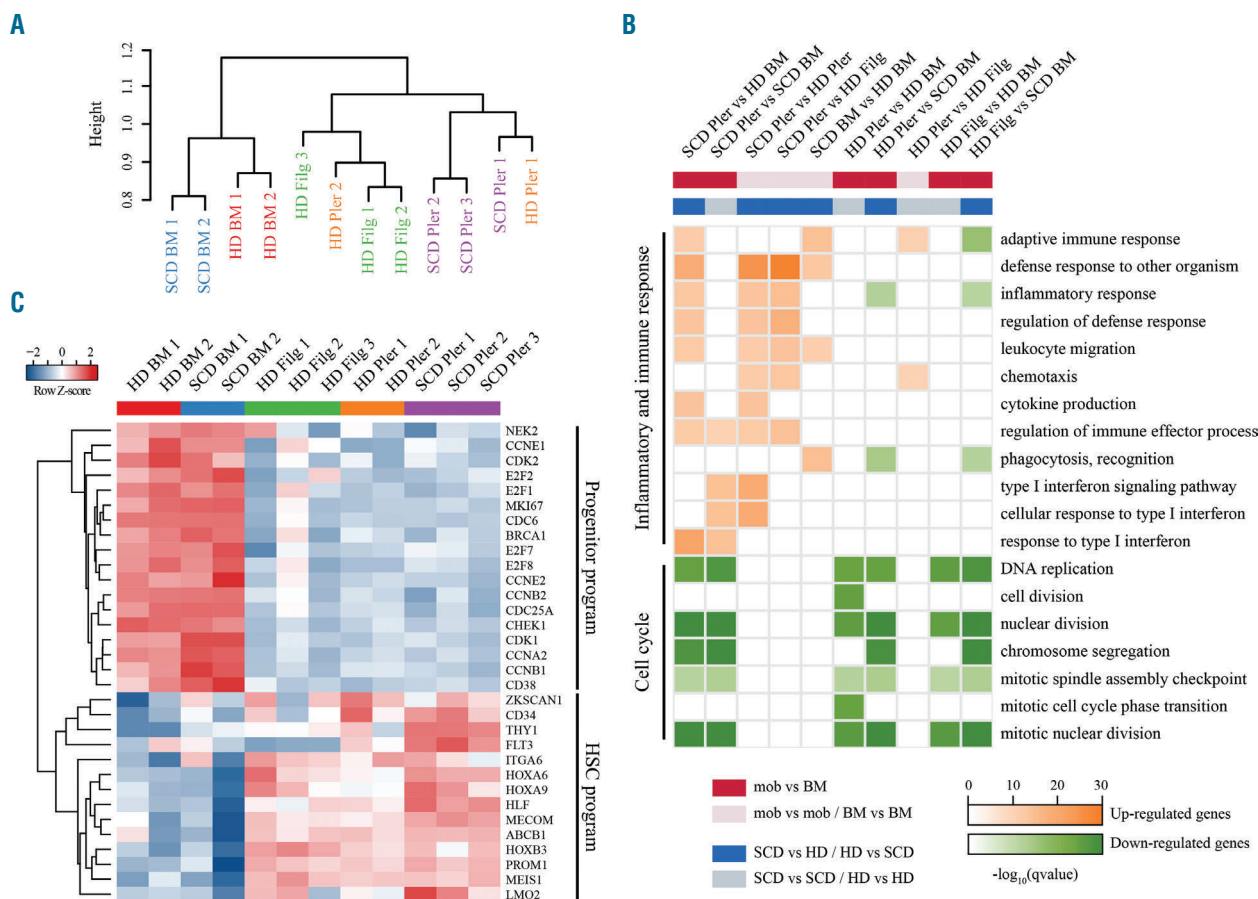 A
Height
1.2
1.1
1.0
0.9
0.8
SCD BM 1
SCD BM 2
HD BM 1
HD BM 2
HD Filg 3
HD Pler 2
HD Filg 1
HD Filg 2
SCD Pler 2
SCD Pler 3
SCD Pler 1
HD Pler 1
B
SCD Pler vs HD BM
SCD Pler vs SCD BM
SCD Pler vs HD Pler
SCD Pler vs HD Filg
SCD BM vs HD BM
HD Pler vs HD BM
HD Pler vs SCD BM
HD Pler vs HD Filg
HD Filg vs HD BM
HD Filg vs SCD BM
Inflammatory and immune response
adaptive immune response
defense response to other organism
inflammatory response
regulation of defense response
leukocyte migration
chemotaxis
cytokine production
regulation of immune effector process
phagocytosis, recognition
type I interferon signaling pathway
cellular response to type I interferon
response to type I interferon
Cell cycle
DNA replication
cell division
nuclear division
chromosome segregation
mitotic spindle assembly checkpoint
mitotic cell cycle phase transition
mitotic nuclear division
mob vs BM
mob vs mob / BM vs BM
SCD vs HD / HD vs SCD
SCD vs SCD / HD vs HD
0 10 20 30
Up-regulated genes
Down-regulated genes
-log10(qvalue)
C
−2 0 2
Row Z-score
HD BM 1
HD BM 2
SCD BM 1
SCD BM 2
HD Filg 1
HD Filg 2
HD Filg 3
HD Pler 1
HD Pler 2
SCD Pler 1
SCD Pler 2
SCD Pler 3
NEK2
CCNE1
CDK2
E2F2
E2F1
MKI67
CDC6
BRCA1
E2F7
E2F8
CCNE2
CCNB2
CDC25A
CHEK1
CDK1
CCNA2
CCNB1
CD38
Progenitor program
ZKSCAN1
CD34
THY1
FLT3
ITGA6
HOXA6
HOXA9
HLF
MECOM
ABCB1
HOXB3
PROM1
MEIS1
LMO2
HSC program